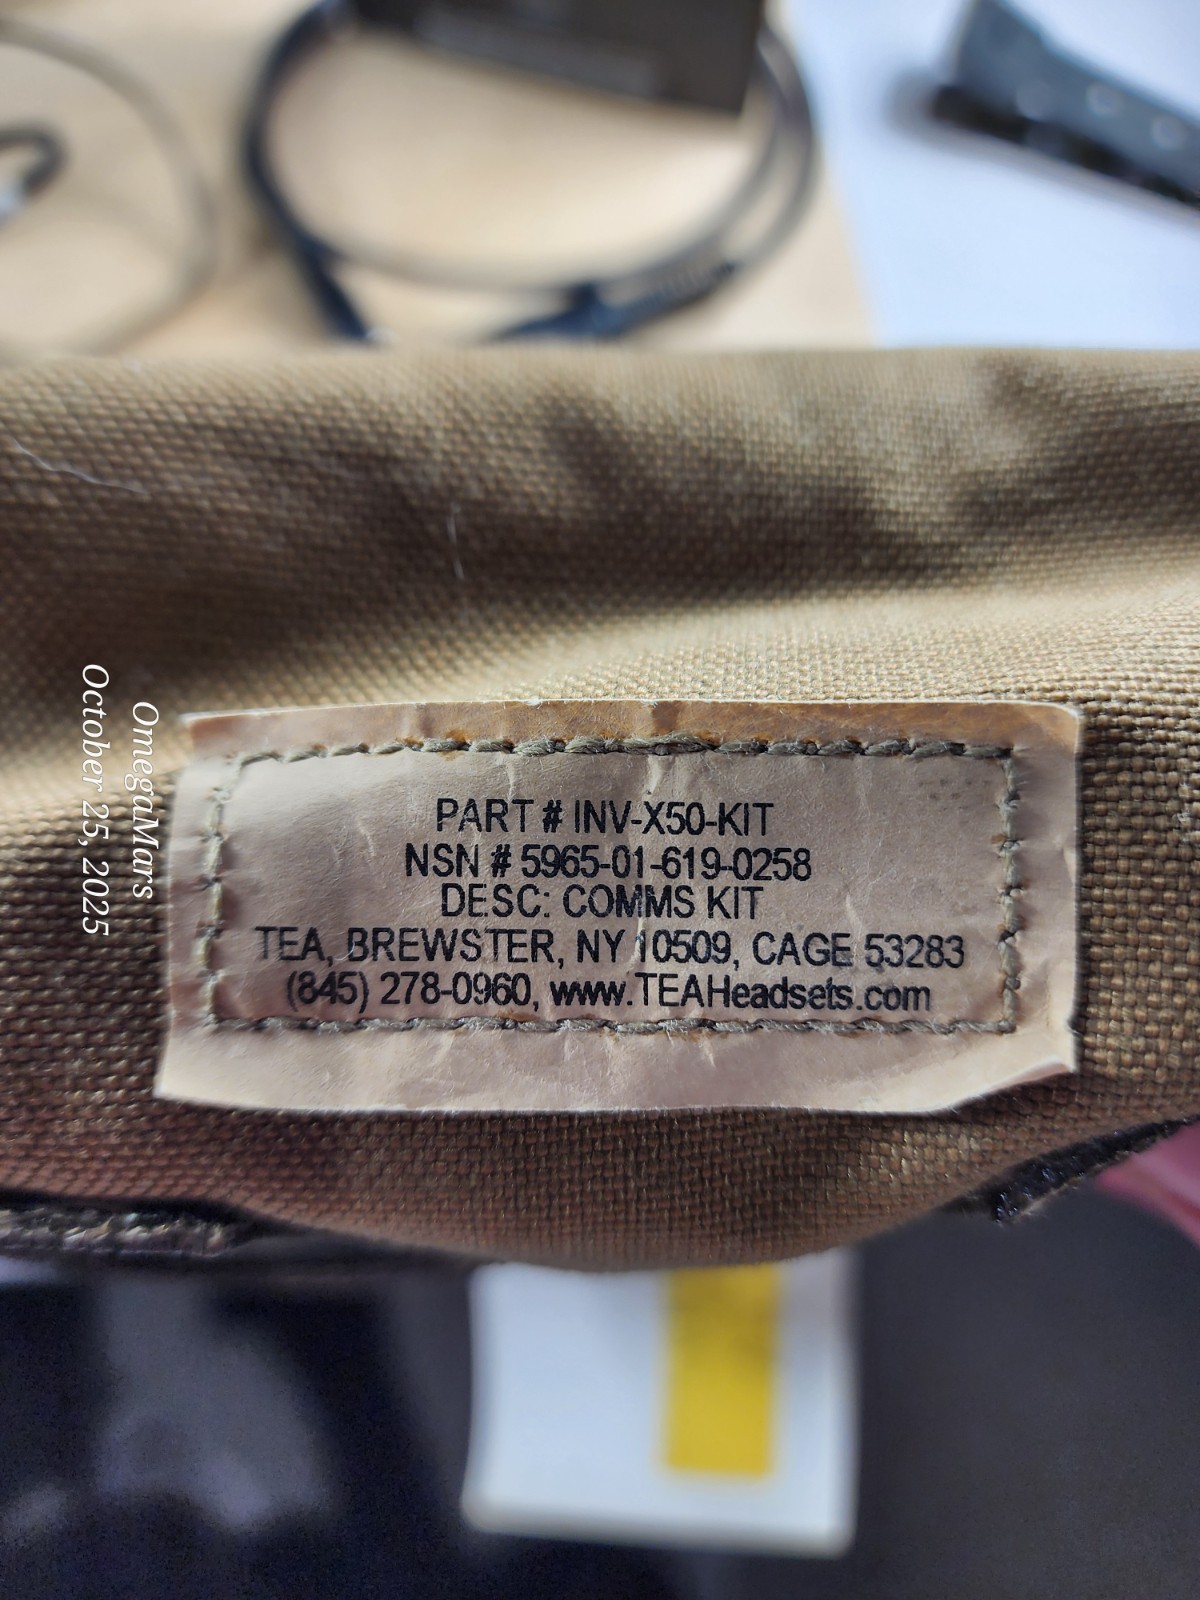 PART # INV-X50-KIT
NSN # 5965-01-619-0258
DESC: COMMS KIT
TEA, BREWSTER, NY 10509, CAGE 53283
(845) 278-0960, www.TEAHeadsets.com
OmegaMars
October 25, 2025